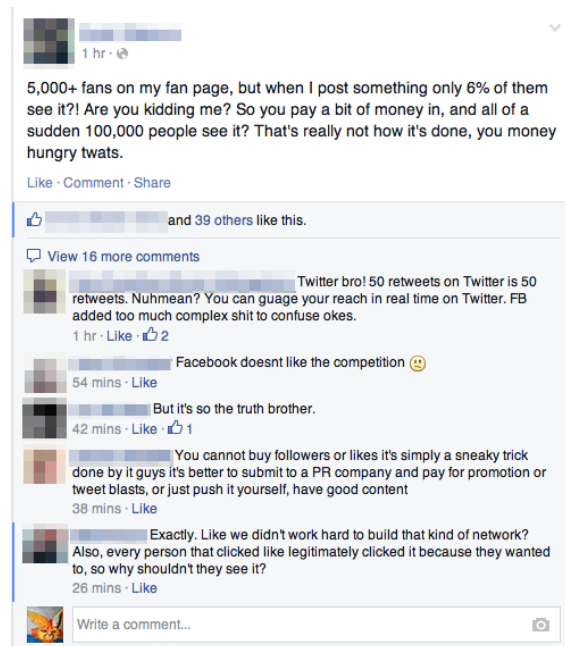 1 hr ·
5,000+ fans on my fan page, but when I post something only 6% of them
see it?! Are you kidding me? So you pay a bit of money in, and all of a
sudden 100,000 people see it? That's really not how it's done, you money
hungry twats.
Like · Comment · Share
and 39 others like this.
View 16 more comments
Twitter bro! 50 retweets on Twitter is 50
retweets. Nuhmean? You can guage your reach in real time on Twitter. FB
added too much complex shit to confuse okes.
1 hr · Like · 2
Facebook doesnt like the competition
54 mins · Like
But it's so the truth brother.
42 mins · Like · 1
You cannot buy followers or likes it's simply a sneaky trick
done by it guys it's better to submit to a PR company and pay for promotion or
tweet blasts, or just push it yourself, have good content
38 mins · Like
Exactly. Like we didn't work hard to build that kind of network?
Also, every person that clicked like legitimately clicked it because they wanted
to, so why shouldn't they see it?
26 mins · Like
Write a comment...